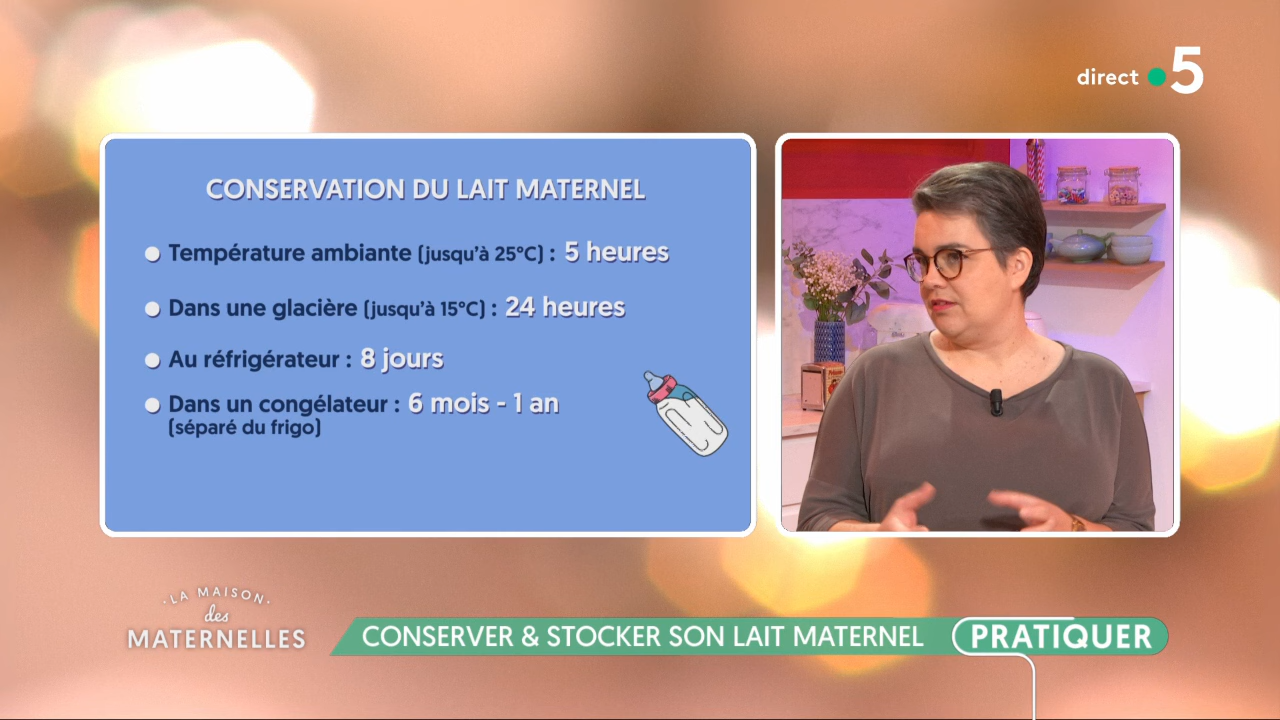 direct 5
CONSERVATION DU LAIT MATERNEL
Température ambiante (jusqu'à 25°C) : 5 heures
Dans une glacière (jusqu'à 15°C) : 24 heures
Au réfrigérateur : 8 jours
Dans un congélateur : 6 mois - 1 an
(séparé du frigo)
LA MAISON
des
MATERNELLES
CONSERVER & STOCKER SON LAIT MATERNEL
PRATIQUER